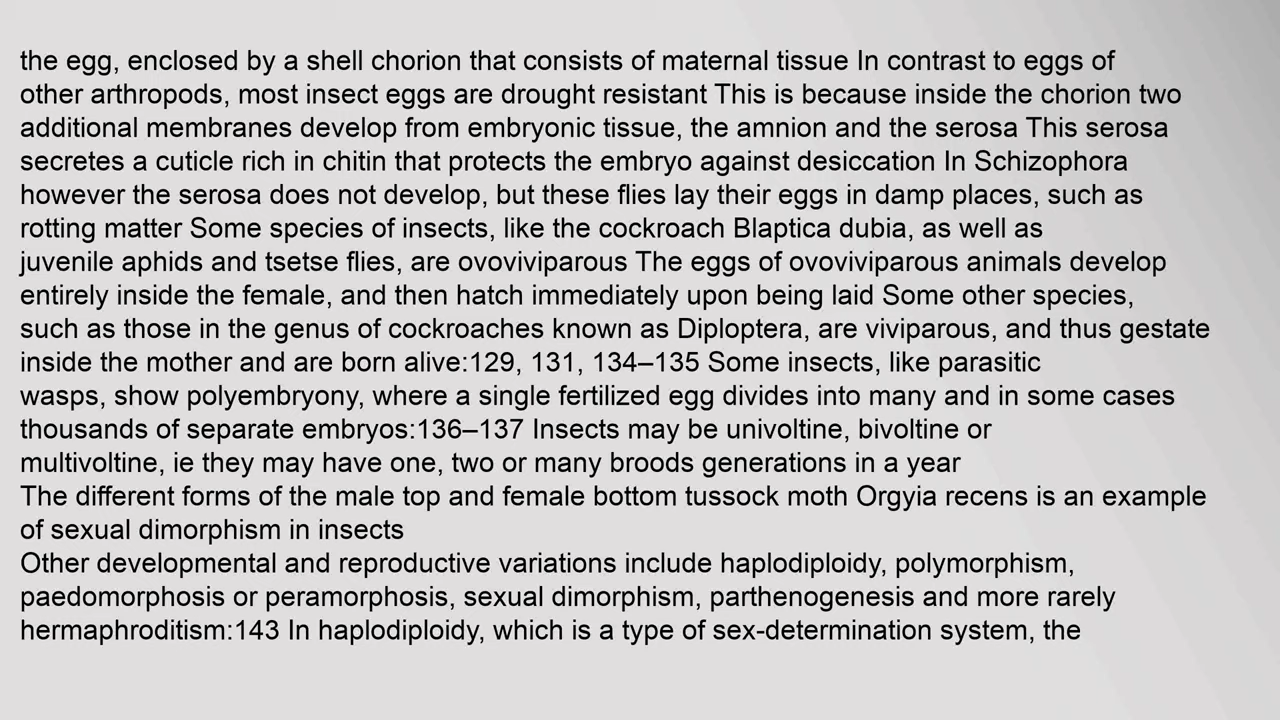 the egg, enclosed by a shell chorion that consists of maternal tissue In contrast to eggs of
other arthropods, most insect eggs are drought resistant This is because inside the chorion two
additional membranes develop from embryonic tissue, the amnion and the serosa This serosa
secretes a cuticle rich in chitin that protects the embryo against desiccation In Schizophora
however the serosa does not develop, but these flies lay their eggs in damp places, such as
rotting matter Some species of insects, like the cockroach Blaptica dubia, as well as
juvenile aphids and tsetse flies, are ovoviviparous The eggs of ovoviviparous animals develop
entirely inside the female, and then hatch immediately upon being laid Some other species,
such as those in the genus of cockroaches known as Diploptera, are viviparous, and thus gestate
inside the mother and are born alive:129, 131, 134–135 Some insects, like parasitic
wasps, show polyembryony, where a single fertilized egg divides into many and in some cases
thousands of separate embryos:136–137 Insects may be univoltine, bivoltine or
multivoltine, ie they may have one, two or many broods generations in a year
The different forms of the male top and female bottom tussock moth Orgyia recens is an example
of sexual dimorphism in insects
Other developmental and reproductive variations include haplodiploidy, polymorphism,
paedomorphosis or peramorphosis, sexual dimorphism, parthenogenesis and more rarely
hermaphroditism:143 In haplodiploidy, which is a type of sex-determination system, the